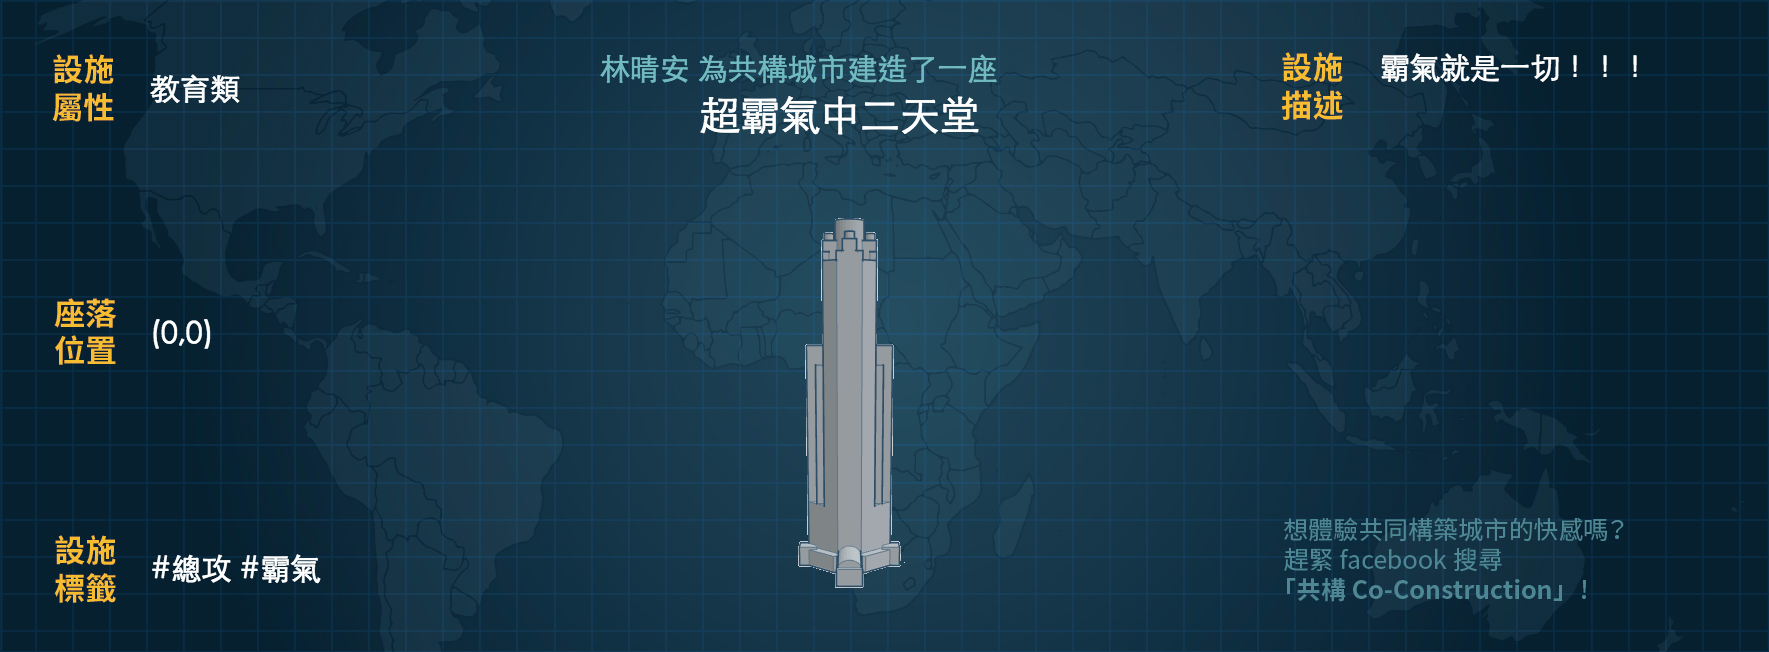 設施
屬性
教育類
林晴安 為共構城市建造了一座
超霸氣中二天堂
設施
描述
霸氣就是一切！！！
座落
位置
(0,0)
設施
標籤
#總攻 #霸氣
想體驗共同構築城市的快感嗎？
趕緊 facebook 搜尋
「共構 Co-Construction」！